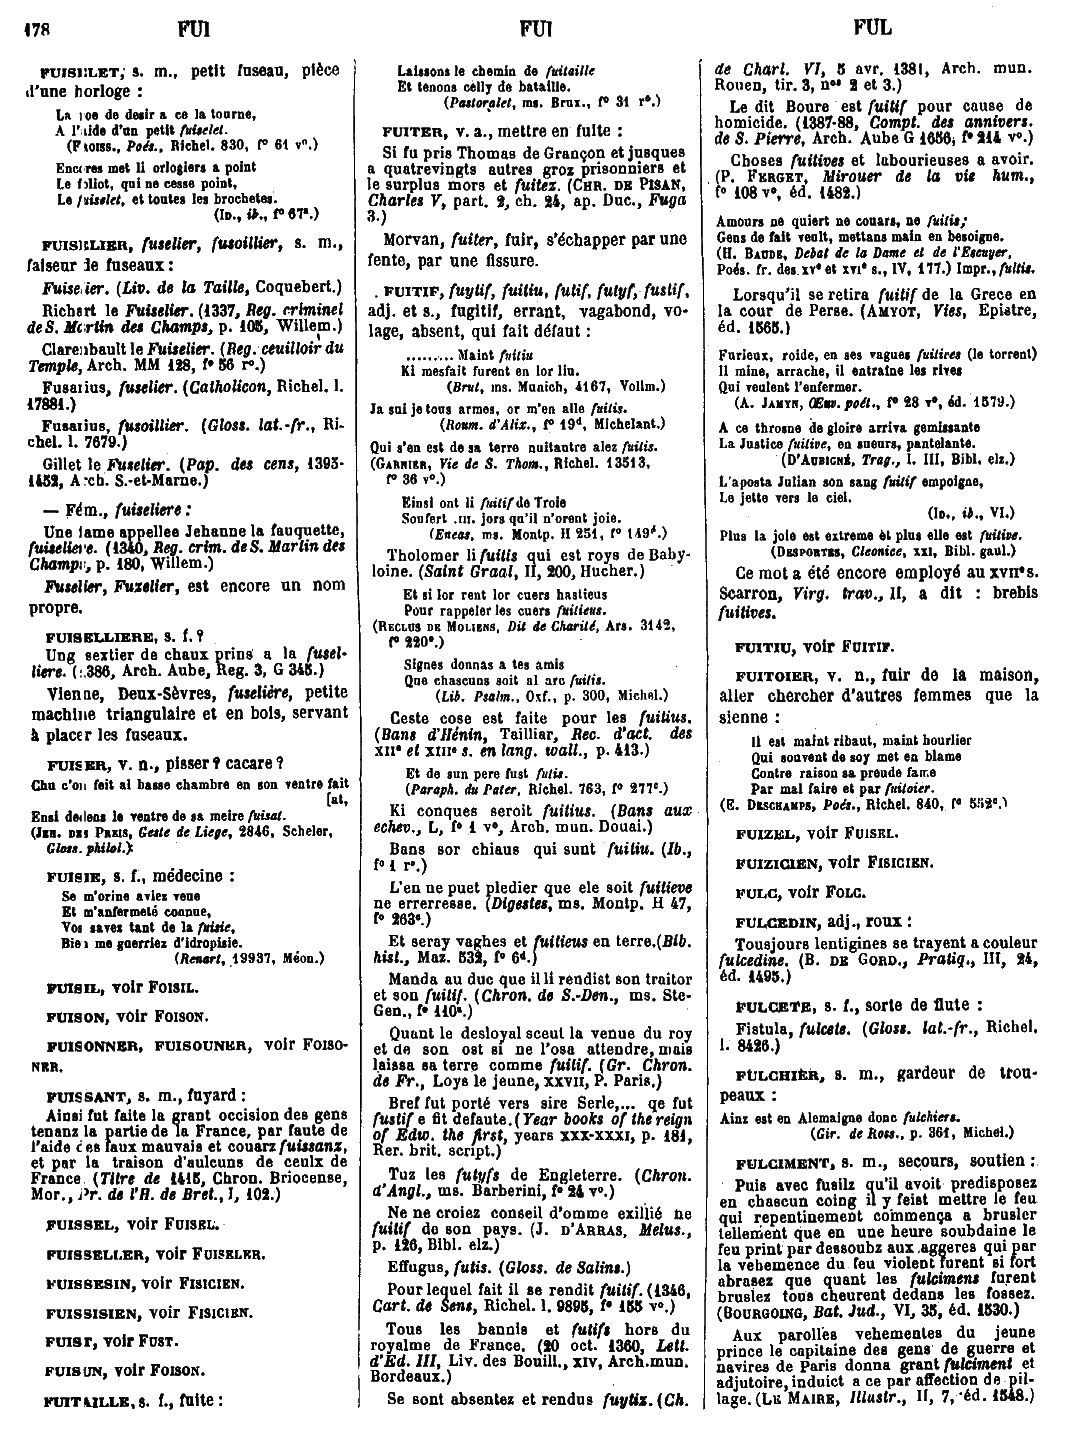 178 FUI FUI FUL
FUISELET, s. m., petit fuseau, pièce
d'une horloge :
La roe de desir a ce la tourne,
A l'aide d'un petit fuiselet.
(FROISS., Poés., Richel. 830, f° 61 v°.)
Encores met li orlogiers a point
Le foliot, qui ne cesse point,
Le fuiselet, et toutes les brochetes.
(ID., ib., f° 67ª.)
FUISELIER, fuselier, fusoillier, s. m.,
faiseur de fuseaux :
Fuiselier. (Liv. de la Taille, Coquebert.)
Richart le Fuiselier. (1337, Reg. criminel
de S. Martin des Champs, p. 105, Willem.)
Clarenbault le Fuiselier. (Reg. ceuilloir du
Temple, Arch. MM 128, f° 56 r°.)
Fusarius, fuselier. (Catholicon, Richel. l.
17881.)
Fusarius, fusoillier. (Gloss. lat.-fr., Ri-
chel. l. 7679.)
Gillet le Fuselier. (Pap. des cens, 1393-
1452, Arch. S.-et-Marne.)
— Fém., fuiseliere :
Une dame appellee Jehanne la fauquette,
fuiseliere. (1340, Reg. crim. de S. Martin des
Champs, p. 180, Willem.)
Fuselier, Fuzelier, est encore un nom
propre.
FUISELLIERE, s. f. ?
Ung sextier de chaux prins a la fusel-
liere. (1386, Arch. Aube, Reg. 3, G 345.)
Vienne, Deux-Sèvres, fuselière, petite
machine triangulaire et en bois, servant
à placer les fuseaux.
FUISER, v. n., pisser ? cacare ?
Chu c'on feit al basse chambre en son ventre fait
[at,
Ensi dedens le ventre de sa meire fuisat.
(JEH. DES PREIS, Geste de Liege, 2846, Scheler,
Gloss. philol.)
FUISIE, s. f., médecine :
Se m'orine aviez veue
Et m'anfermeté connue,
Vos savez tant de la fuisie,
Bien me guerriez d'idropisie.
(Renart, 19937, Méon.)
FUISIL, voir FOISIL.
FUISON, voir FOISON.
FUISONNER, FUISOUNER, voir FOISO-
NER.
FUISSANT, s. m., fuyard :
Ainsi fut faite la grant occision des gens
tenanz la partie de la France, par faute de
l'aide des faux mauvais et couarz fuissanz,
et par la traison d'aulcuns de ceulx de
France. (Titre de 1415, Chron. Briocense,
Mor., Pr. de l'H. de Bret., I, 102.)
FUISSEL, voir FUISEL.
FUISSELLER, voir FUISELER.
FUISSESIN, voir FISICIEN.
FUISSISIEN, voir FISICIEN.
FUIST, voir FUST.
FUISUN, voir FOISON.
FUITAILLE, s. f., fuite :
Laissons le chemin de fuitaille
Et tenons celly de bataille.
(Pastoralet, ms. Brux., f° 31 r°.)
FUITER, v. a., mettre en fuite :
Si fu pris Thomas de Grançon et jusques
a quatrevingts autres groz prisonniers et
le surplus mors et fuitez. (CHR. DE PISAN,
Charles V, part. 2, ch. 24, ap. Duc., Fuga
3.)
Morvan, fuiter, fuir, s'échapper par une
fente, par une fissure.
FUITIF, fuytif, fuitiu, futif, futyf, fustif,
adj. et s., fugitif, errant, vagabond, vo-
lage, absent, qui fait défaut :
......... Maint fuitiu
Ki mesfait furent en lor liu.
(Brut, ms. Munich, 4167, Vollm.)
Ja sui je tous armes, or m'en alle fuitis.
(Roum. d'Alix., f° 19ᵈ, Michelant.)
Qui s'en est de sa terre nuitantre alez fuitis.
(GARNIER, Vie de S. Thom., Richel. 13513,
f° 36 v°.)
Einsi ont li fuitif de Troie
Soufert .III. jors qu'il n'orent joie.
(Eneas, ms. Montp. H 251, f° 149ᵈ.)
Tholomer li fuitis qui est roys de Baby-
loine. (Saint Graal, II, 200, Hucher.)
Et si lor rent lor cuers hastieus
Pour rappeler les cuers fuitieus.
(RECLUS DE MOLIENS, Dit de Charité, Ars. 3142,
f° 220ᵉ.)
Signes donnas a tes amis
Que chascuns soit al arc fuitis.
(Lib. Psalm., Oxf., p. 300, Michel.)
Ceste cose est faite pour les fuitius.
(Bans d'Hénin, Tailliar, Rec. d'act. des
XIIᵉ et XIIIᵉ s. en lang. wall., p. 413.)
Et de sun pere fust futis.
(Paraph. du Pater, Richel. 763, f° 277ᵉ.)
Ki conques seroit fuitius. (Bans aux
echev., L, f° 1 v°, Arch. mun. Douai.)
Bans sor chiaus qui sunt fuitiu. (Ib.,
f° 1 r°.)
L'en ne puet pledier que ele soit fuitieve
ne errerresse. (Digestes, ms. Montp. H 47,
f° 263ᵉ.)
Et seray vaghes et fuitieus en terre. (Bib.
hist., Maz. 532, f° 6ᵈ.)
Manda au duc que il li rendist son traitor
et son fuitif. (Chron. de S.-Den., ms. Ste-
Gen., f° 110ᵃ.)
Quant le desloyal sceut la venue du roy
et de son ost si ne l'osa attendre, mais
laissa sa terre comme fuitif. (Gr. Chron.
de Fr., Loys le jeune, XXVII, P. Paris.)
Bref fut porté vers sire Serle,... qe fut
fustif e fit defaute. (Year books of the reign
of Edw. the first, years XXX-XXXI, p. 181,
Rer. brit. script.)
Tuz les futyfs de Engleterre. (Chron.
d'Angl., ms. Barberini, f° 24 v°.)
Ne ne croiez conseil d'omme exillié ne
fuitif de son pays. (J. D'ARRAS, Melus.,
p. 126, Bibl. elz.)
Effugus, futis. (Gloss. de Salins.)
Pour lequel fait il se rendit fuitif. (1346,
Cart. de Sens, Richel. l. 9895, f° 155 v°.)
Tous les bannis et futifs hors du
royalme de France. (20 oct. 1360, Lett.
d'Ed. III, Liv. des Bouill., XIV, Arch. mun.
Bordeaux.)
Se sont absentez et rendus fuytiz. (Ch.
de Charl. VI, 5 avr. 1381, Arch. mun.
Rouen, tir. 3, nᵒˢ 2 et 3.)
Le dit Boure est fuitif pour cause de
homicide. (1387-88, Compt. des annivers.
de S. Pierre, Arch. Aube G 1656, f° 214 v°.)
Choses fuitives et labourieuses a avoir.
(P. FERGET, Mirouer de la vie hum.,
f° 108 v°, éd. 1482.)
Amours ne quiert ne couars, ne fuitis;
Gens de fait veult, mettans main en besoigne.
(H. BAUDE, Debat de la Dame et de l'Escuyer,
Poés. fr. des XVᵉ et XVIᵉ s., IV, 177.) Impr., fultis.
Lorsqu'il se retira fuitif de la Grece en
la cour de Perse. (AMYOT, Vies, Epistre,
éd. 1565.)
Furieux, roide, en ses vagues fuitives (le torrent)
Il mine, arrache, il entraine les rives
Qui veulent l'enfermer.
(A. JAMYN, Œuv. poét., f° 28 v°, éd. 1579.)
A ce throsne de gloire arriva gemissante
La Justice fuitive, en sueurs, pantelante.
(D'AUBIGNÉ, Trag., l. III, Bibl. elz.)
L'aposta Julian son sang fuitif empoigne,
Le jette vers le ciel.
(ID., ib., VI.)
Plus la joie est extreme et plus elle est fuitive.
(DESPORTES, Cleonice, XXI, Bibl. gaul.)
Ce mot a été encore employé au XVIIᵉ s.
Scarron, Virg. trav., II, a dit : brebis
fuitives.
FUITIU, voir FUITIF.
FUITOIER, v. n., fuir de la maison,
aller chercher d'autres femmes que la
sienne :
Il est maint ribaut, maint hourlier
Qui souvent de soy met en blame
Contre raison sa preude fame
Par mal faire et par fuitoier.
(E. DESCHAMPS, Poés., Richel. 840, f° 552ᵉ.)
FUIZEL, voir FUISEL.
FUIZICIEN, voir FISICIEN.
FULC, voir FOLC.
FULCEDIN, adj., roux :
Tousjours lentigines se trayent a couleur
fulcedine. (B. DE GORD., Pratiq., III, 24,
éd. 1495.)
FULCETE, s. f., sorte de flute :
Fistula, fulcete. (Gloss. lat.-fr., Richel.
l. 8426.)
FULCHIER, s. m., gardeur de trou-
peaux :
Ainz est en Alemaigne donc fulchiers.
(Gir. de Ross., p. 361, Michel.)
FULCIMENT, s. m., secours, soutien :
Puis avec fusilz qu'il avoit predisposez
en chascun coing il y feist mettre le feu
qui repentinement commença a brusler
tellement que en une heure soubdaine le
feu print par dessoubz aux aggeres qui par
la vehemence du feu violent furent si fort
abrasez que quant les fulcimens furent
bruslez tous cheurent dedans les fossez.
(BOURGOING, Bat. Jud., VI, 35, éd. 1530.)
Aux parolles vehementes du jeune
prince le capitaine des gens de guerre et
navires de Paris donna grant fulciment et
adjutoire, induict a ce par affection de pil-
lage. (LE MAIRE, Illustr., II, 7, éd. 1548.)